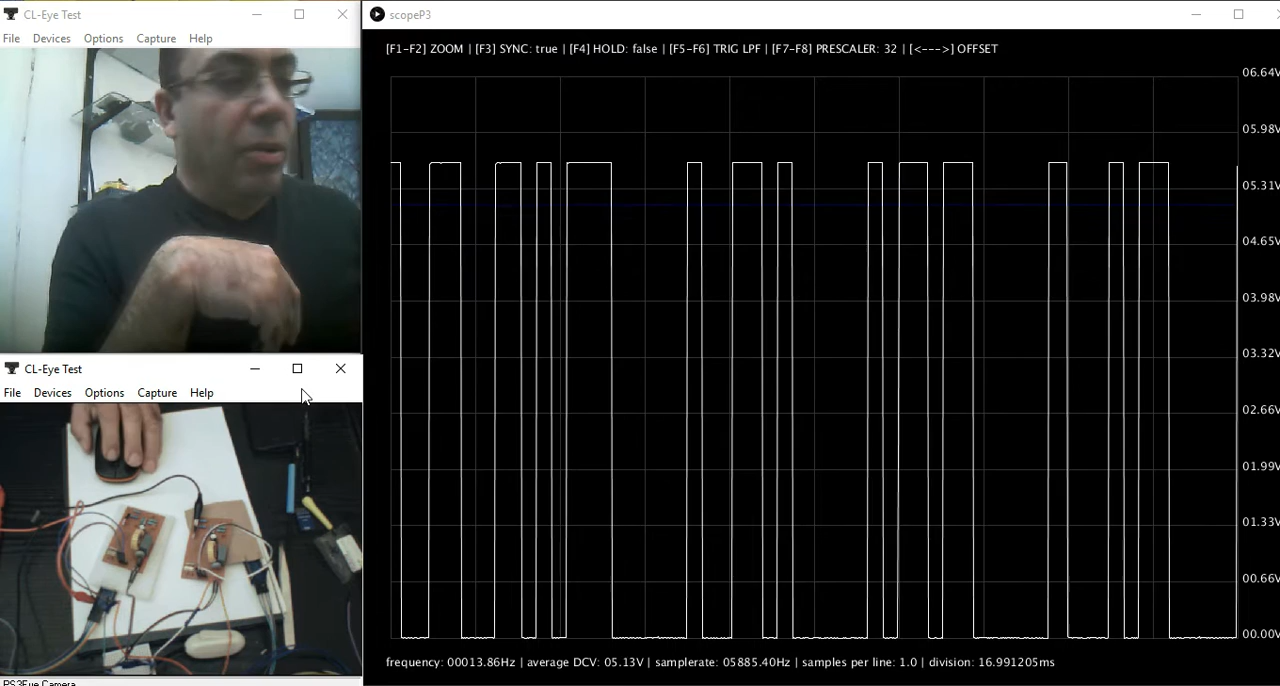 CL-Eye Test
File Devices Options Capture Help
scopeP3
[F1-F2] ZOOM | [F3] SYNC: true | [F4] HOLD: false | [F5-F6] TRIG LPF | [F7-F8] PRESCALER: 32 | [<--->] OFFSET
06.64V
05.98V
05.31V
04.65V
03.98V
03.32V
02.66V
01.99V
01.33V
00.66V
00.00V
frequency: 00013.86Hz | average DCV: 05.13V | samplerate: 05885.40Hz | samples per line: 1.0 | division: 16.991205ms
CL-Eye Test
File Devices Options Capture Help
PS3Eye Camera